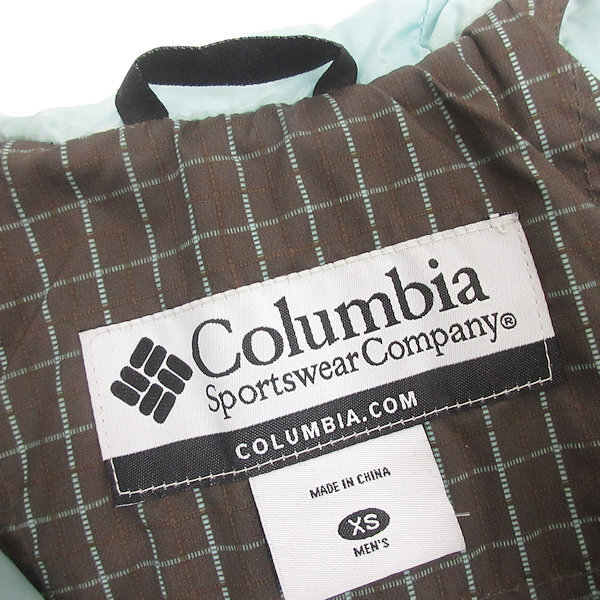 Columbia
Sportswear Company®
COLUMBIA.COM
MADE IN CHINA
XS
MEN'S